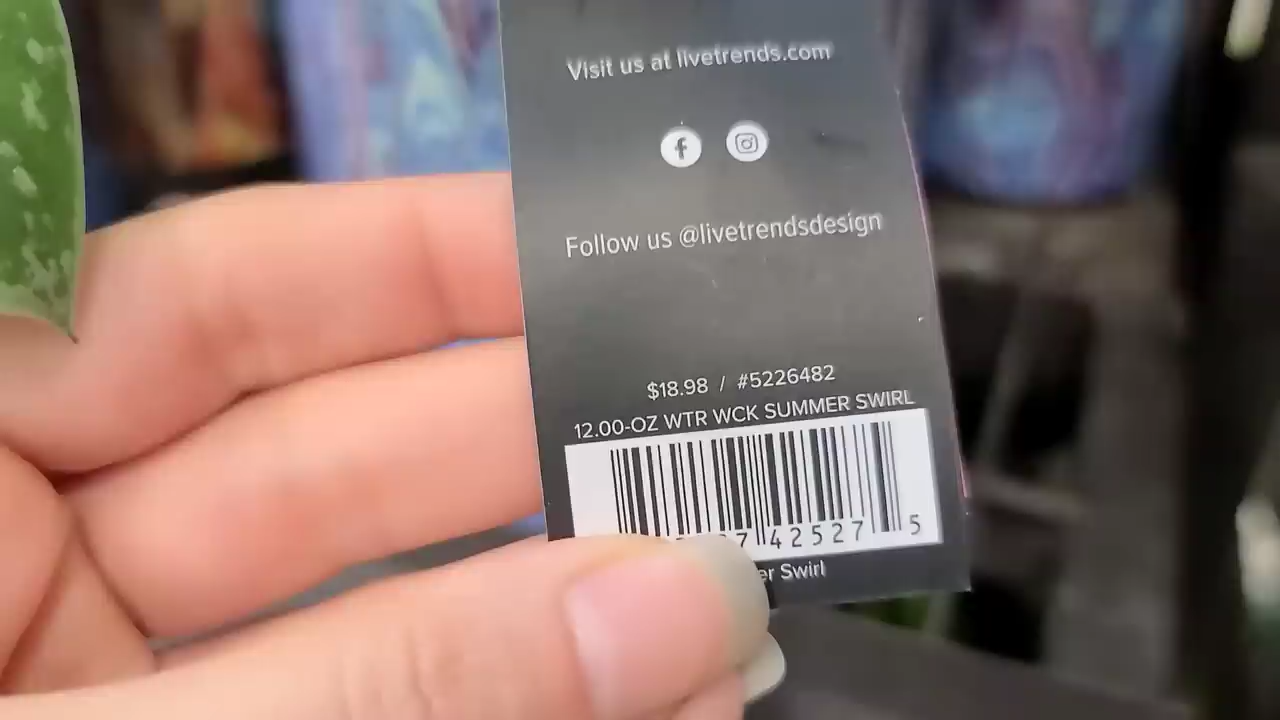 Visit us at livetrends.com
Follow us @livetrendsdesign
$18.98 / #5226482
12.00-OZ WTR WCK SUMMER SWIRL
7 42527 5
Swirl